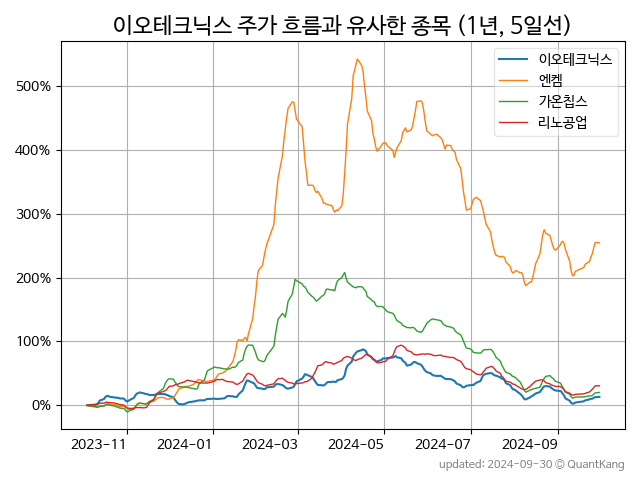 이오테크닉스 주가 흐름과 유사한 종목 (1년, 5일선)
이오테크닉스
엔켐
가온칩스
리노공업
500%
400%
300%
200%
100%
0%
2023-11 2024-01 2024-03 2024-05 2024-07 2024-09
updated: 2024-09-30 © QuantKang